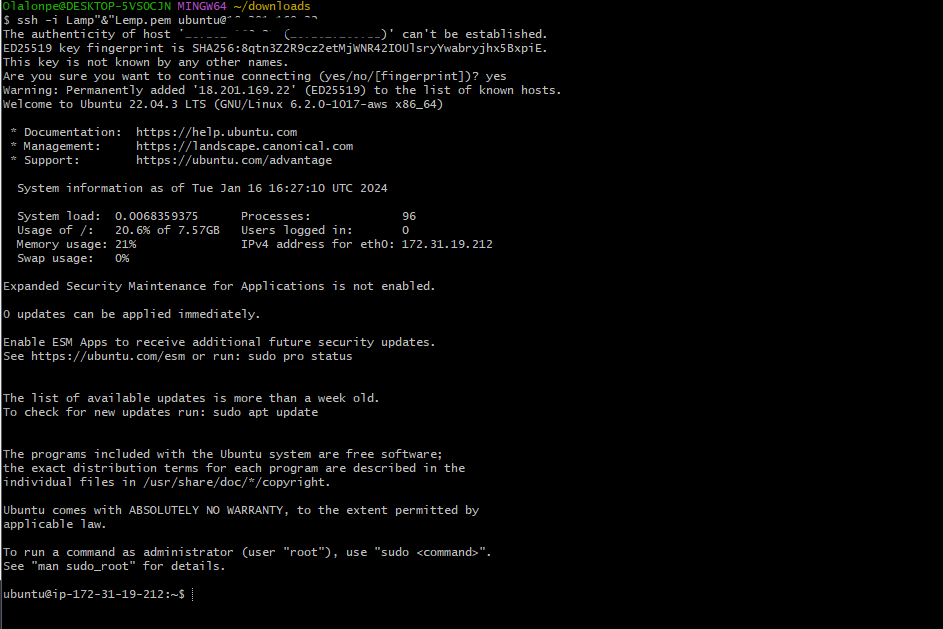 Olalonpe@DESKTOP-5VSOCJN MINGW64 ~/downloads
$ ssh -i Lamp"&"Lemp.pem ubuntu@
The authenticity of host ' ( )' can't be established.
ED25519 key fingerprint is SHA256:8qtn3Z2R9cz2etMjWNR42IOUlsryYwabryjhx5BxpiE.
This key is not known by any other names.
Are you sure you want to continue connecting (yes/no/[fingerprint])? yes
Warning: Permanently added '18.201.169.22' (ED25519) to the list of known hosts.
Welcome to Ubuntu 22.04.3 LTS (GNU/Linux 6.2.0-1017-aws x86_64)
* Documentation:  https://help.ubuntu.com
* Management:     https://landscape.canonical.com
* Support:        https://ubuntu.com/advantage
System information as of Tue Jan 16 16:27:10 UTC 2024
System load:  0.0068359375      Processes:             96
Usage of /:   20.6% of 7.57GB   Users logged in:       0
Memory usage: 21%               IPv4 address for eth0: 172.31.19.212
Swap usage:   0%
Expanded Security Maintenance for Applications is not enabled.
0 updates can be applied immediately.
Enable ESM Apps to receive additional future security updates.
See https://ubuntu.com/esm or run: sudo pro status
The list of available updates is more than a week old.
To check for new updates run: sudo apt update
The programs included with the Ubuntu system are free software;
the exact distribution terms for each program are described in the
individual files in /usr/share/doc/*/copyright.
Ubuntu comes with ABSOLUTELY NO WARRANTY, to the extent permitted by
applicable law.
To run a command as administrator (user "root"), use "sudo <command>".
See "man sudo_root" for details.
ubuntu@ip-172-31-19-212:~$